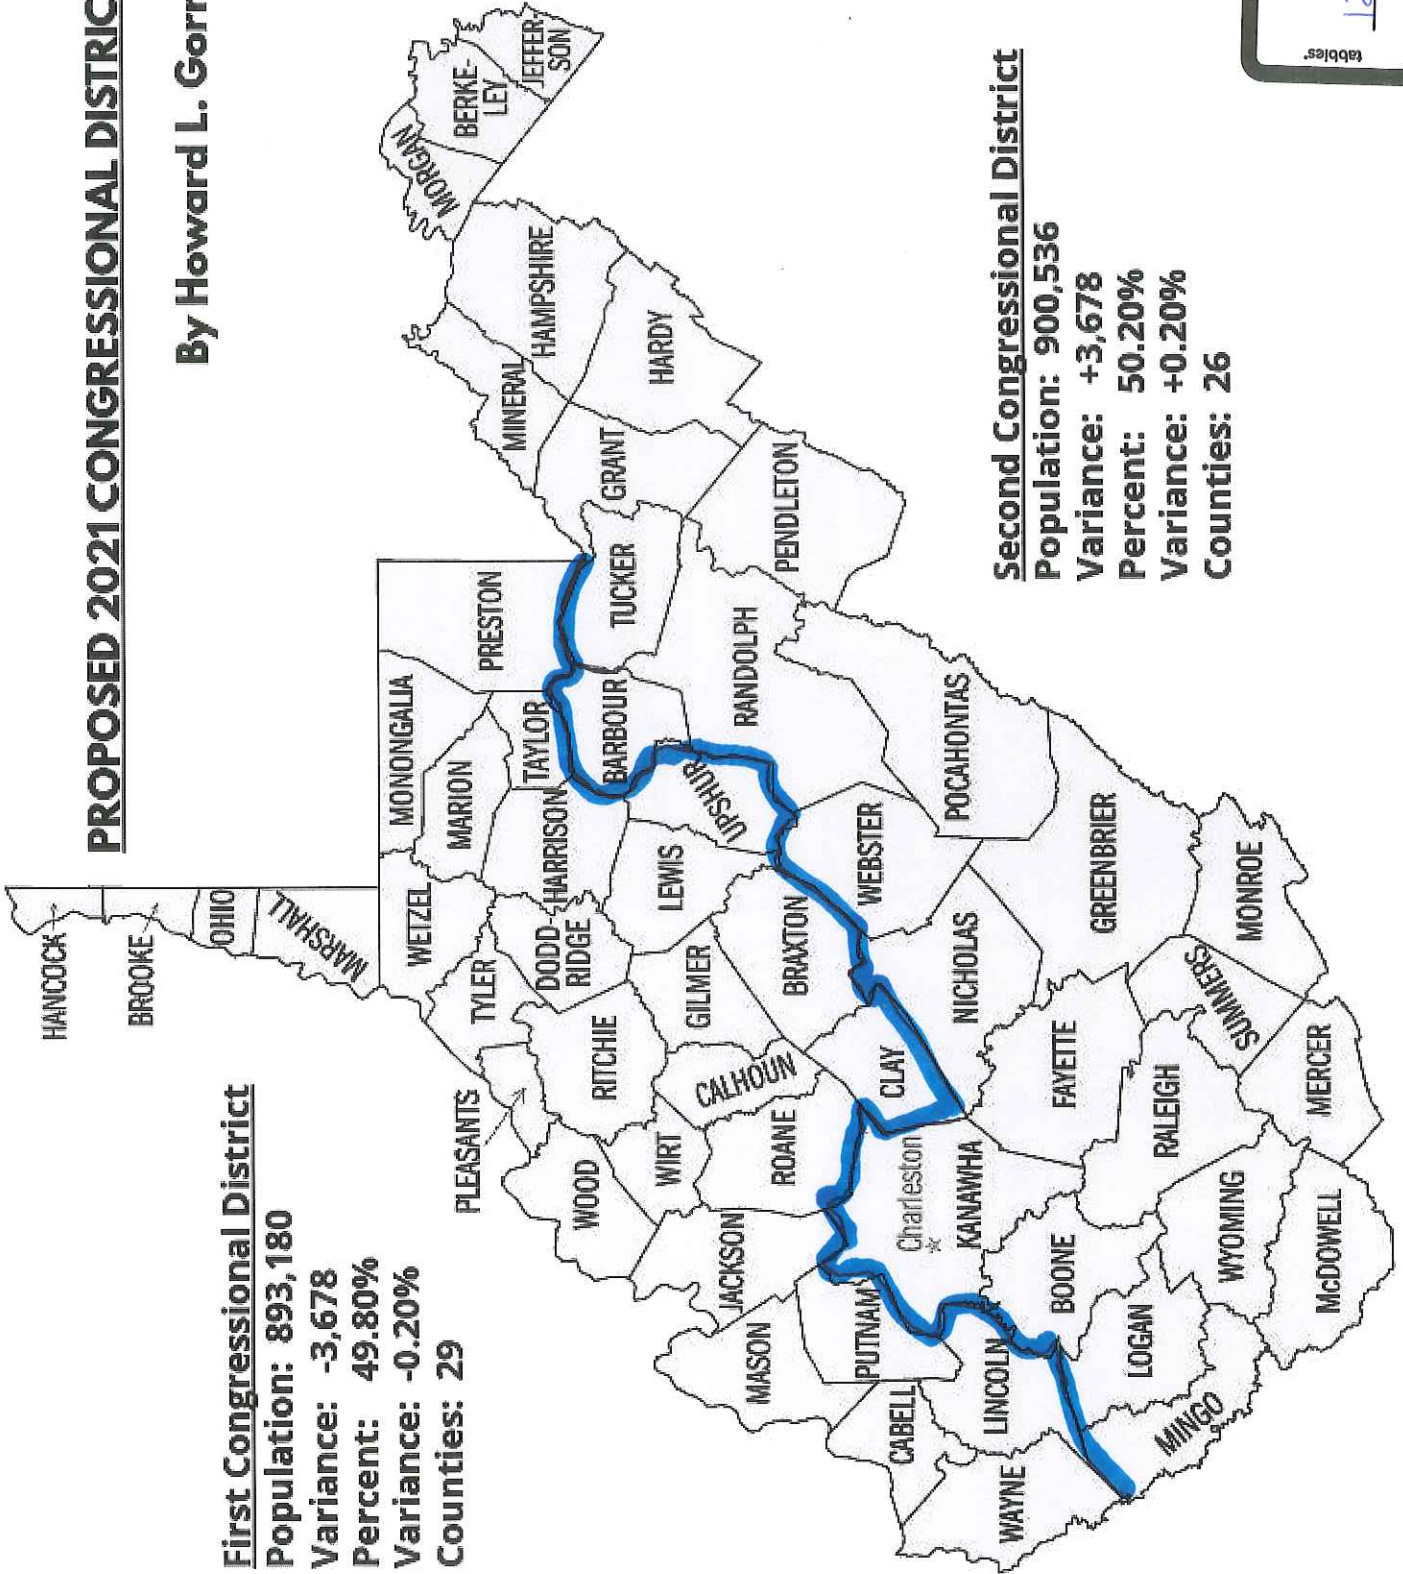 PROPOSED 2021 CONGRESSIONAL DISTRIC
By Howard L. Gorr
First Congressional District
Population: 893,180
Variance: -3,678
Percent: 49.80%
Variance: -0.20%
Counties: 29
HANCOCK
BROOKE
OHIO
MARSHALL
WETZEL
MONONGALIA
MARION
PRESTON
TYLER
PLEASANTS
DODD-
RIDGE
HARRISON
TAYLOR
WOOD
RITCHIE
WIRT
CALHOUN
GILMER
LEWIS
BARBOUR
TUCKER
UPSHUR
RANDOLPH
GRANT
MINERAL
HAMPSHIRE
HARDY
PENDLETON
MORGAN
BERKE-
LEY
JEFFER-
SON
MASON
JACKSON
ROANE
BRAXTON
WEBSTER
POCAHONTAS
CLAY
NICHOLAS
PUTNAM
Charleston
KANAWHA
CABELL
LINCOLN
WAYNE
BOONE
FAYETTE
GREENBRIER
LOGAN
MINGO
RALEIGH
SUMMERS
MONROE
WYOMING
MERCER
McDOWELL
Second Congressional District
Population: 900,536
Variance: +3,678
Percent: 50.20%
Variance: +0.20%
Counties: 26
tabbies®